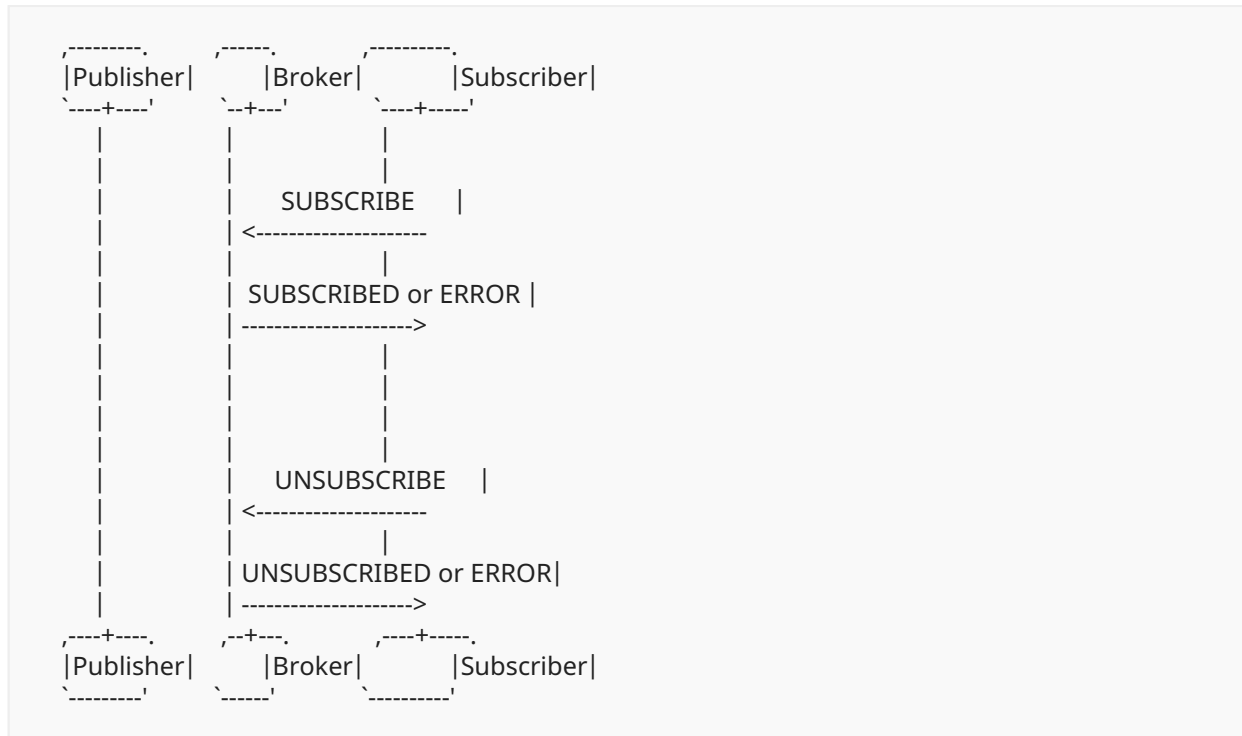 ,---------.          ,------.             ,----------.
|Publisher|          |Broker|             |Subscriber|
`----+----'          `--+---'             `----+-----'
     |                  |                      |
     |                  |                      |
     |                  |       SUBSCRIBE      |
     |                  | <---------------------
     |                  |                      |
     |                  |  SUBSCRIBED or ERROR |
     |                  | --------------------->
     |                  |                      |
     |                  |                      |
     |                  |                      |
     |                  |                      |
     |                  |      UNSUBSCRIBE     |
     |                  | <---------------------
     |                  |                      |
     |                  | UNSUBSCRIBED or ERROR|
     |                  | --------------------->
,----+----.          ,--+---.             ,----+-----.
|Publisher|          |Broker|             |Subscriber|
`---------'          `------'             `----------'